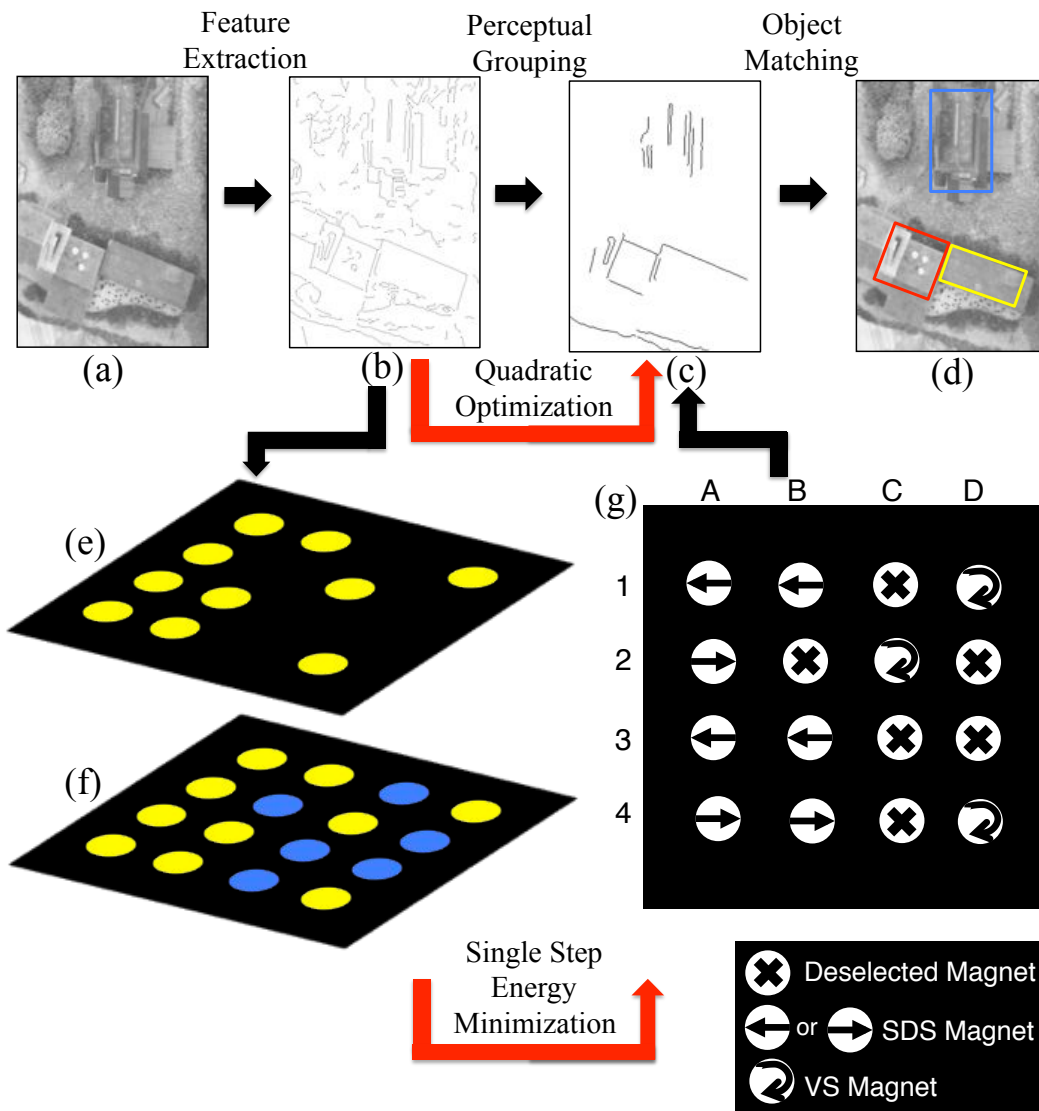 Feature
Extraction
Perceptual
Grouping
Object
Matching
(a)
(b)
(c)
(d)
Quadratic
Optimization
(e)
(f)
(g)
A B C D
1
2
3
4
Single Step
Energy
Minimization
Deselected Magnet
or SDS Magnet
VS Magnet